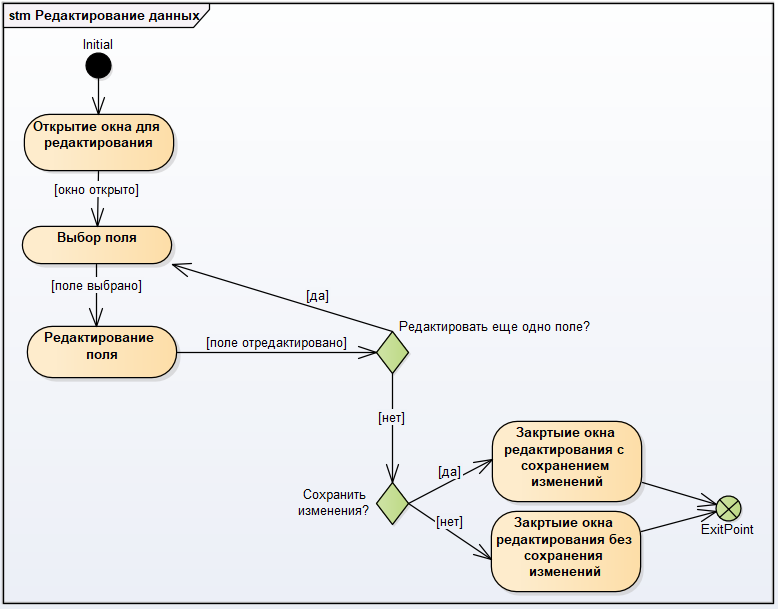 stm Редактирование данных
Initial
Открытие окна для
редактирования
[окно открыто]
Выбор поля
[поле выбрано]
[да]
Редактирование
поля
[поле отредактировано]
Редактировать еще одно поле?
[нет]
Сохранить
изменения?
[да]
[нет]
Закртыие окна
редактирования с
сохранением
изменений
Закртыие окна
редактирования без
сохранения
изменений
ExitPoint